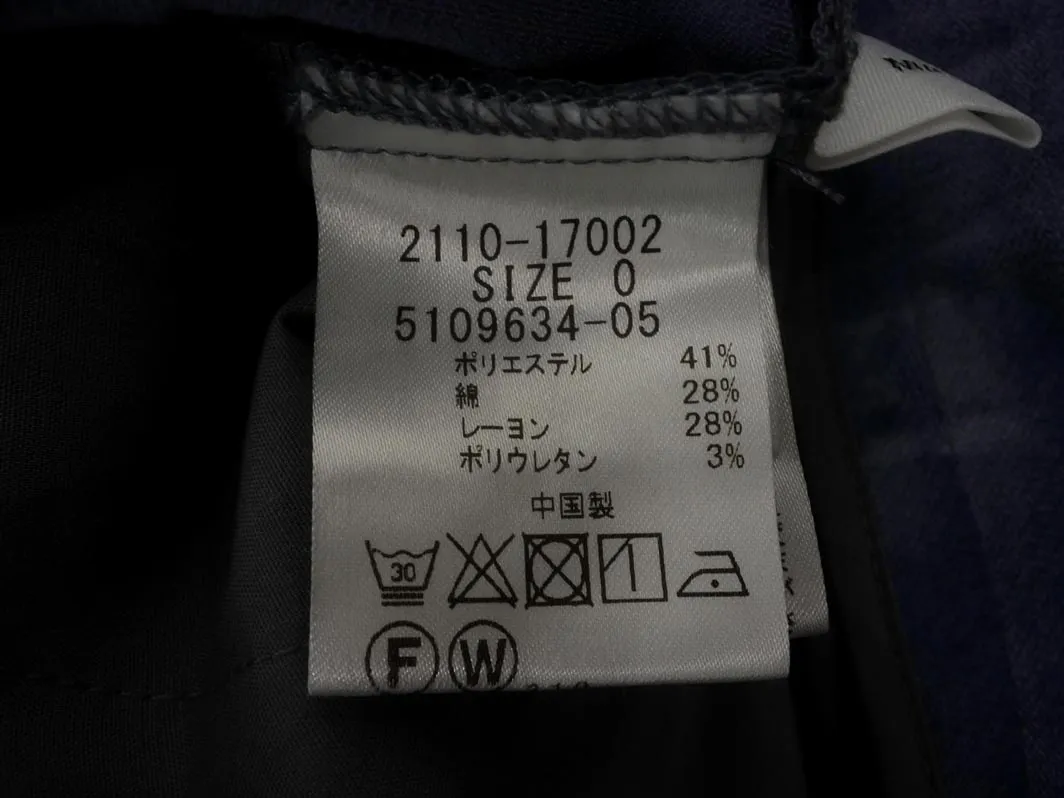 2110-17002
SIZE 0
5109634-05
ポリエステル 41%
綿 28%
レーヨン 28%
ポリウレタン 3%
中国製
30
F W